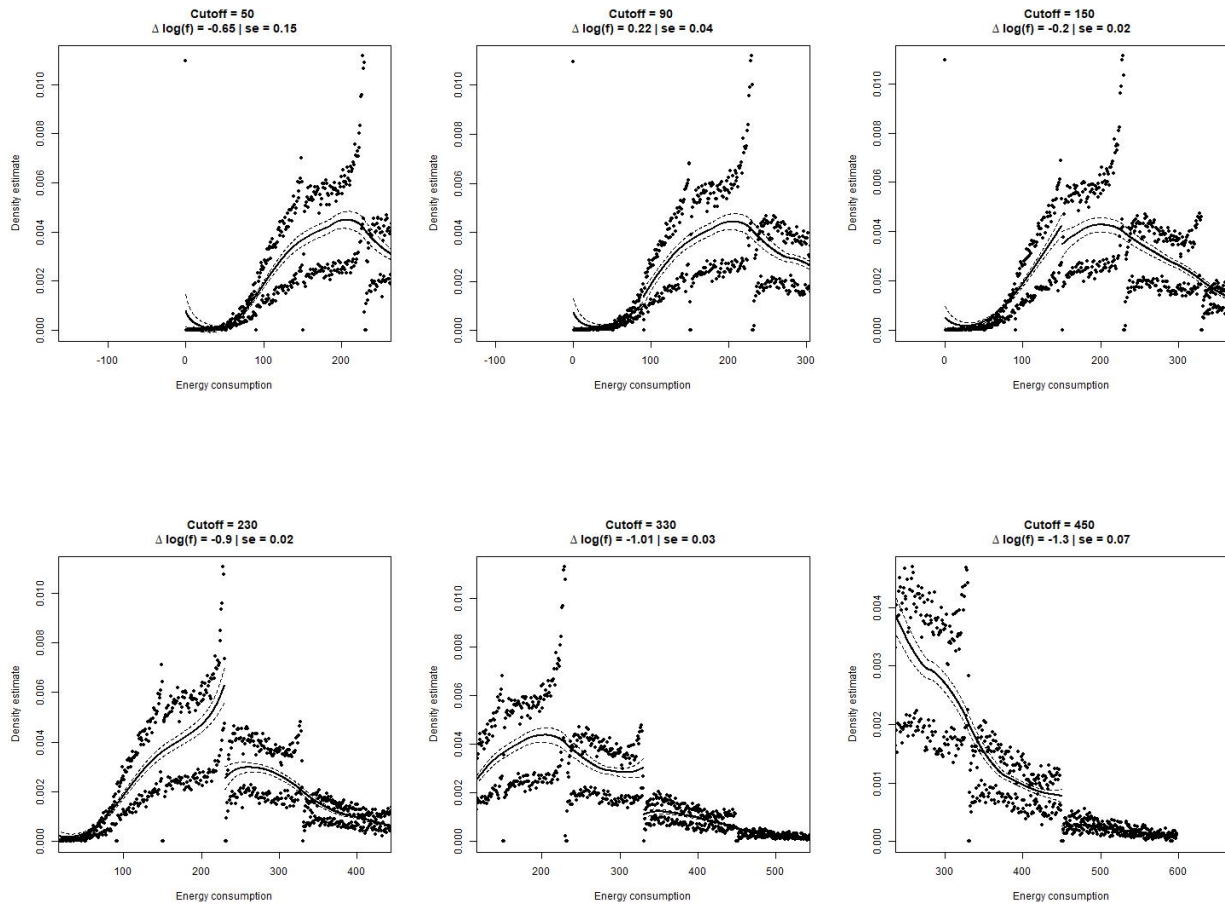 Cutoff = 50
Δ log(f) = -0.65 | se = 0.15
Density estimate
0.000
0.002
0.004
0.006
0.008
0.010
-100
0
100
200
Energy consumption
Cutoff = 90
Δ log(f) = 0.22 | se = 0.04
Density estimate
0.000
0.002
0.004
0.006
0.008
0.010
-100
0
100
200
300
Energy consumption
Cutoff = 150
Δ log(f) = -0.2 | se = 0.02
Density estimate
0.000
0.002
0.004
0.006
0.008
0.010
0
100
200
300
Energy consumption
Cutoff = 230
Δ log(f) = -0.9 | se = 0.02
Density estimate
0.000
0.002
0.004
0.006
0.008
0.010
100
200
300
400
Energy consumption
Cutoff = 330
Δ log(f) = -1.01 | se = 0.03
Density estimate
0.000
0.002
0.004
0.006
0.008
0.010
200
300
400
500
Energy consumption
Cutoff = 450
Δ log(f) = -1.3 | se = 0.07
Density estimate
0.000
0.001
0.002
0.003
0.004
300
400
500
600
Energy consumption